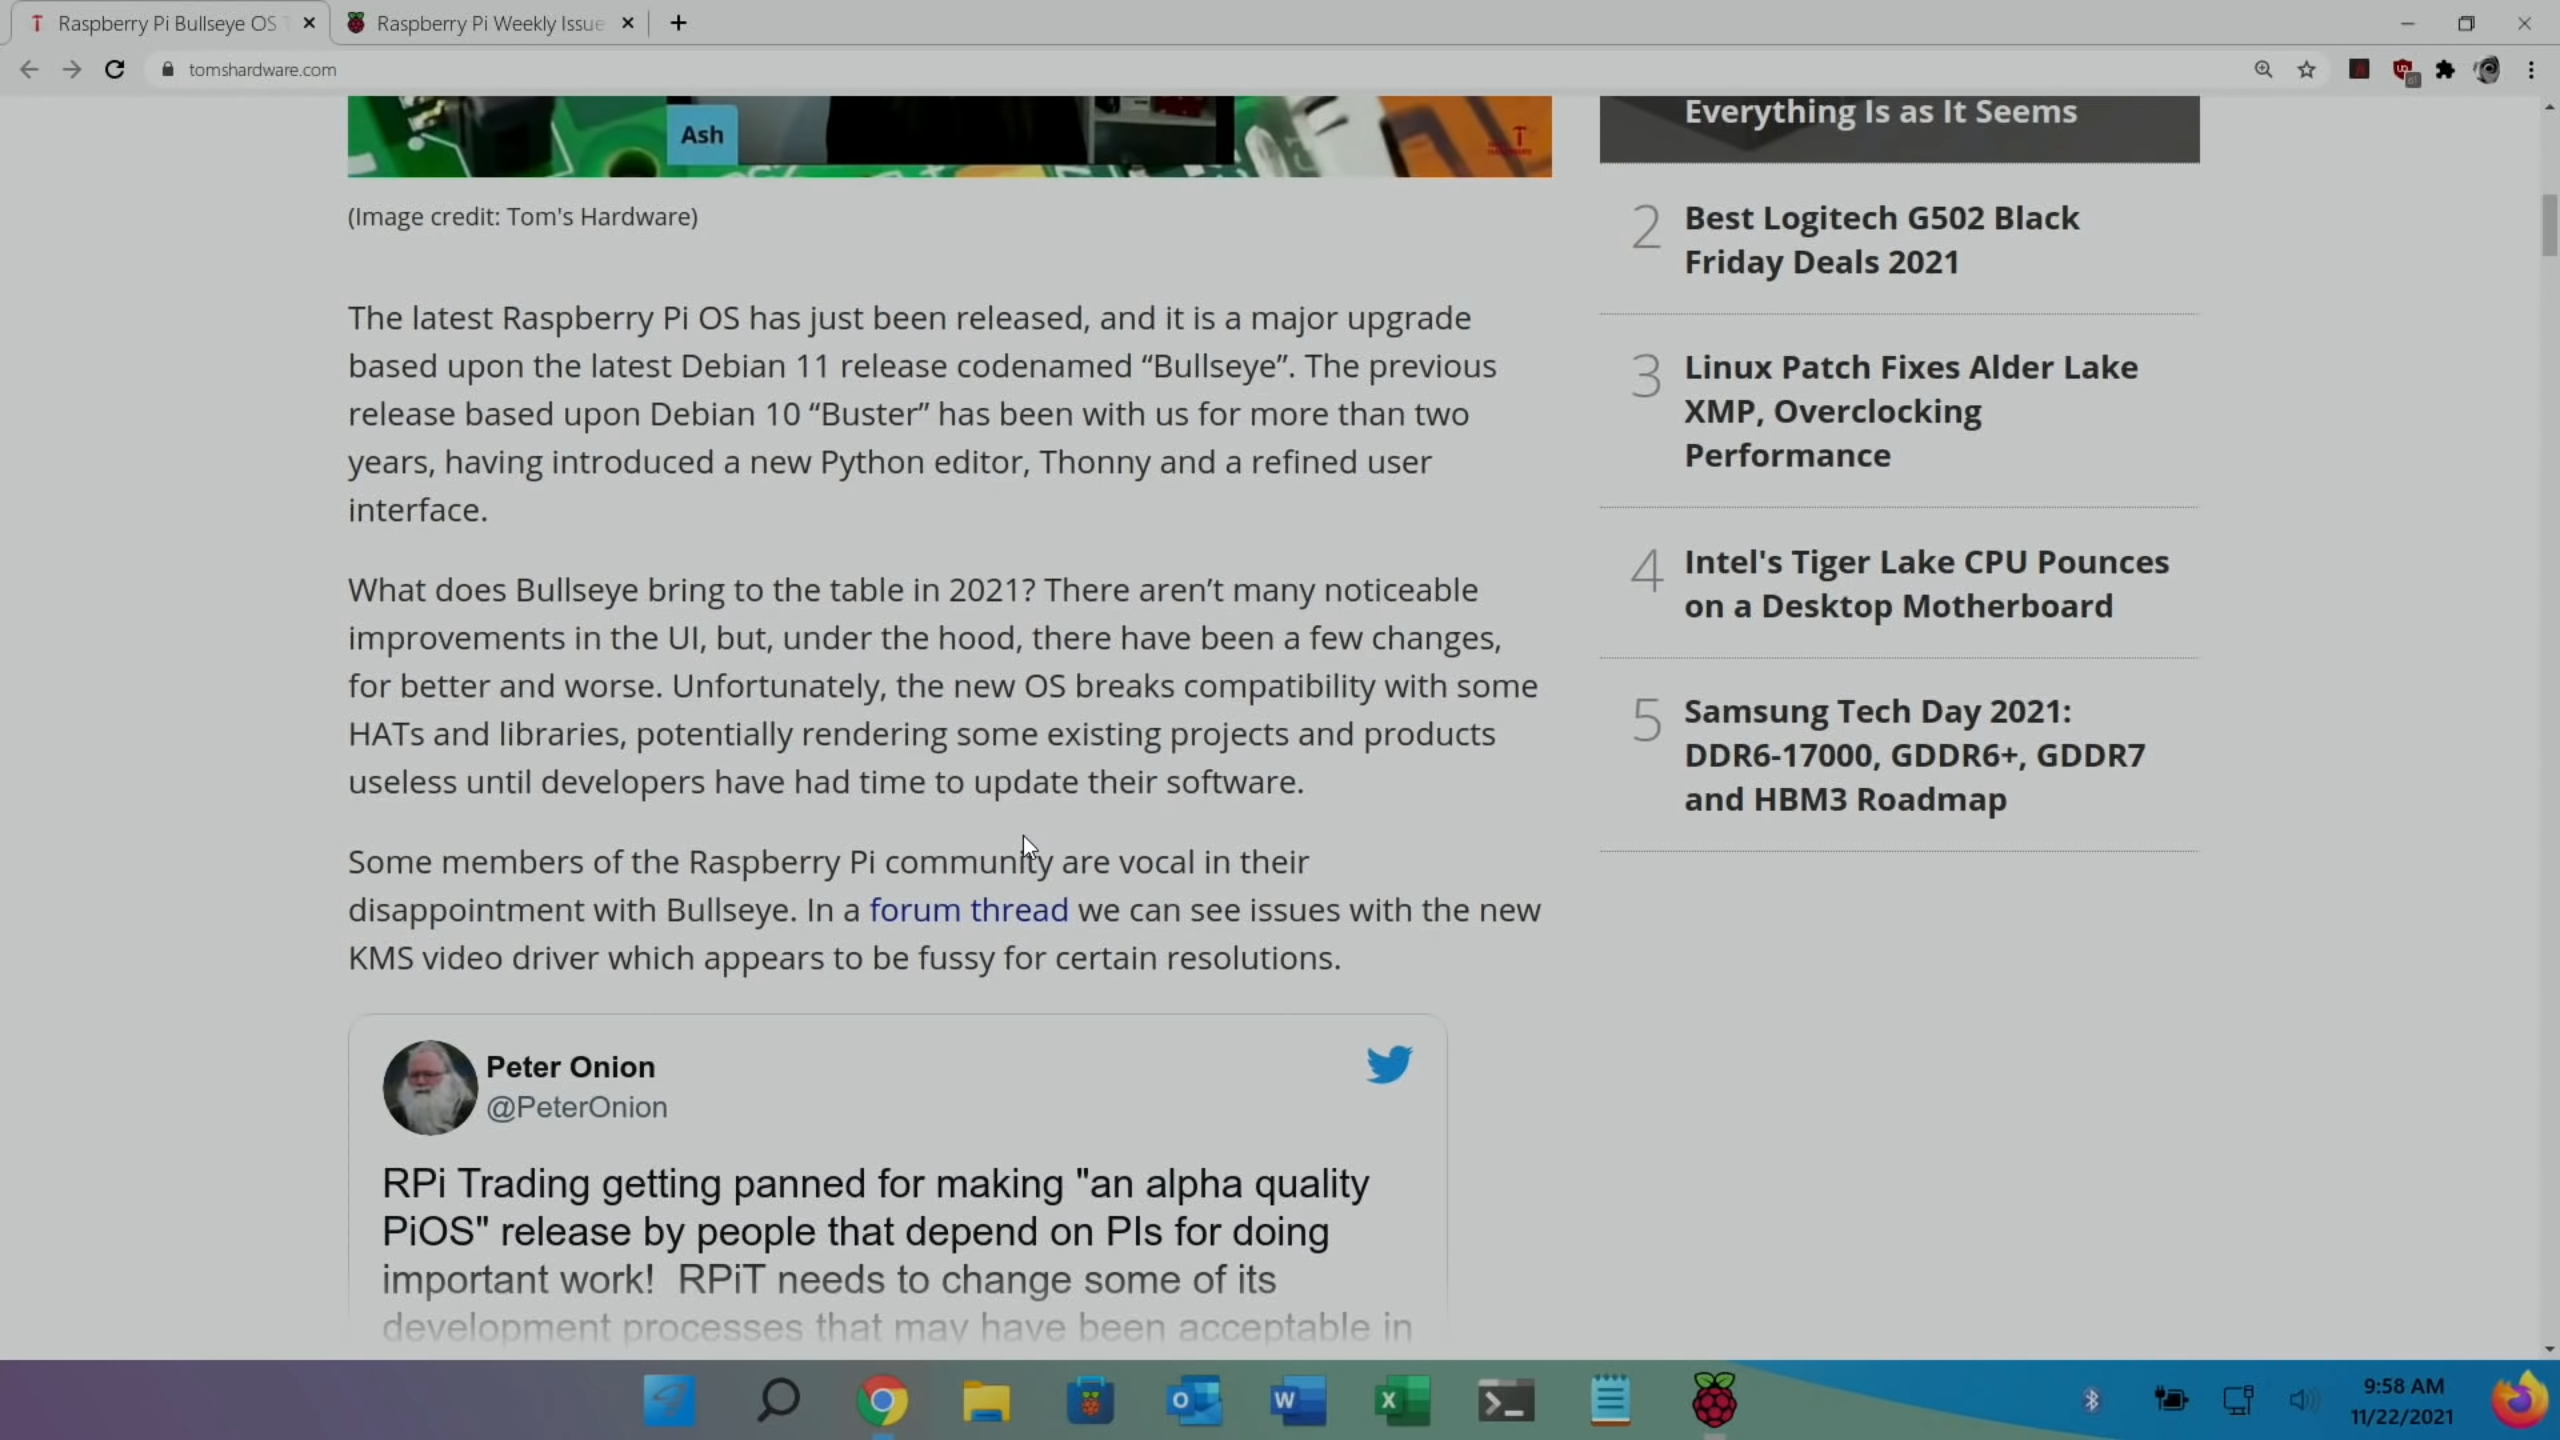 Raspberry Pi Bullseye OS
Raspberry Pi Weekly Issue
tomshardware.com
Ash
(Image credit: Tom's Hardware)
The latest Raspberry Pi OS has just been released, and it is a major upgrade
based upon the latest Debian 11 release codenamed “Bullseye”. The previous
release based upon Debian 10 “Buster” has been with us for more than two
years, having introduced a new Python editor, Thonny and a refined user
interface.
What does Bullseye bring to the table in 2021? There aren’t many noticeable
improvements in the UI, but, under the hood, there have been a few changes,
for better and worse. Unfortunately, the new OS breaks compatibility with some
HATs and libraries, potentially rendering some existing projects and products
useless until developers have had time to update their software.
Some members of the Raspberry Pi community are vocal in their
disappointment with Bullseye. In a forum thread we can see issues with the new
KMS video driver which appears to be fussy for certain resolutions.
Peter Onion
@PeterOnion
RPi Trading getting panned for making "an alpha quality
PiOS" release by people that depend on PIs for doing
important work!  RPiT needs to change some of its
development processes that may have been acceptable in
Everything Is as It Seems
2 Best Logitech G502 Black
Friday Deals 2021
3 Linux Patch Fixes Alder Lake
XMP, Overclocking
Performance
4 Intel's Tiger Lake CPU Pounces
on a Desktop Motherboard
5 Samsung Tech Day 2021:
DDR6-17000, GDDR6+, GDDR7
and HBM3 Roadmap
9:58 AM
11/22/2021